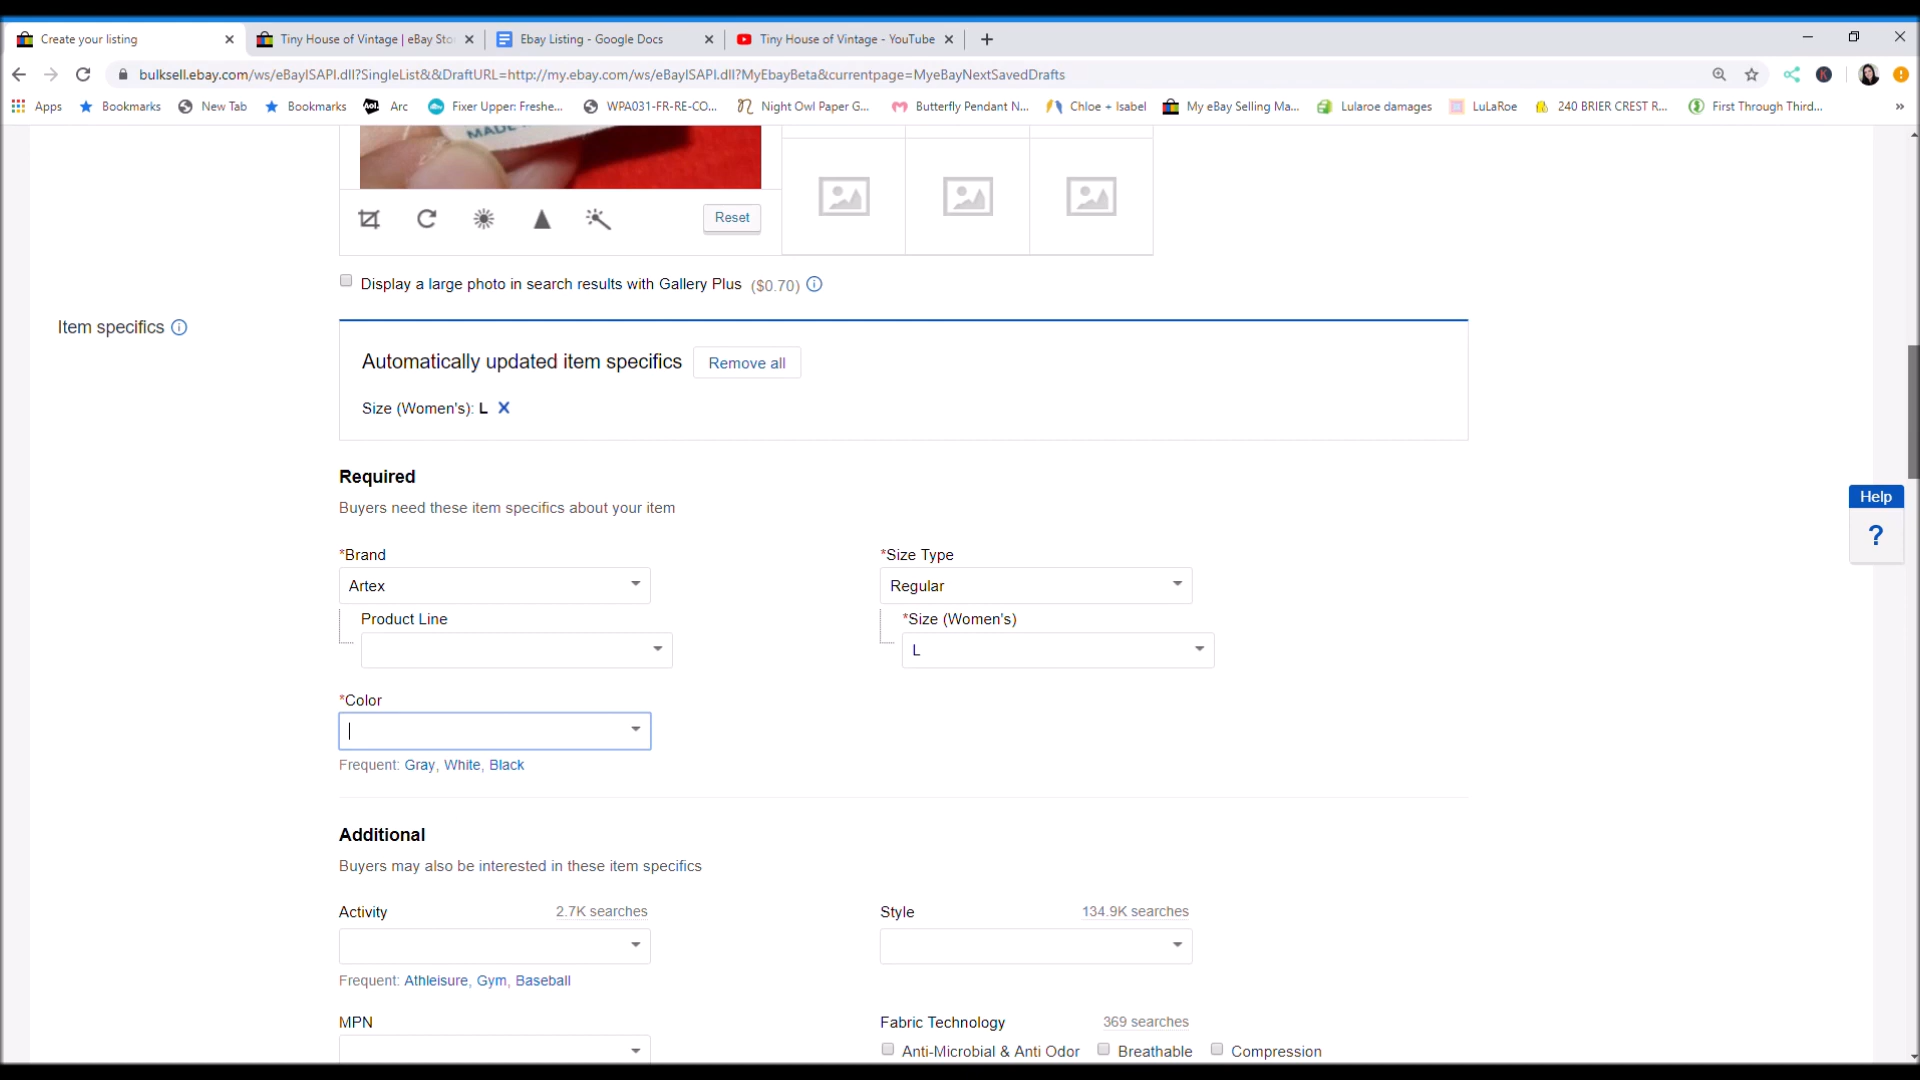 Create your listing
Tiny House of Vintage | eBay Sto
Ebay Listing - Google Docs
Tiny House of Vintage - YouTube
bulksell.ebay.com/ws/eBayISAPI.dll?SingleList&&DraftURL=http://my.ebay.com/ws/eBayISAPI.dll?MyEbayBeta&currentpage=MyeBayNextSavedDrafts
K
Apps Bookmarks New Tab Bookmarks Aol. Arc Fixer Upper: Freshe... WPA031-FR-RE-CO... Night Owl Paper G... Butterfly Pendant N... Chloe + Isabel My eBay Selling Ma... Lularoe damages LuLaRoe 240 BRIER CREST R... First Through Third... »
MADE
Reset
Display a large photo in search results with Gallery Plus ($0.70)
Item specifics
Automatically updated item specifics Remove all
Size (Women's): L X
Required
Buyers need these item specifics about your item
Help
?
*Brand *Size Type
Artex Regular
Product Line *Size (Women's)
L
*Color
Frequent: Gray, White, Black
Additional
Buyers may also be interested in these item specifics
Activity 2.7K searches Style 134.9K searches
Frequent: Athleisure, Gym, Baseball
MPN Fabric Technology 369 searches
Anti-Microbial & Anti Odor Breathable Compression